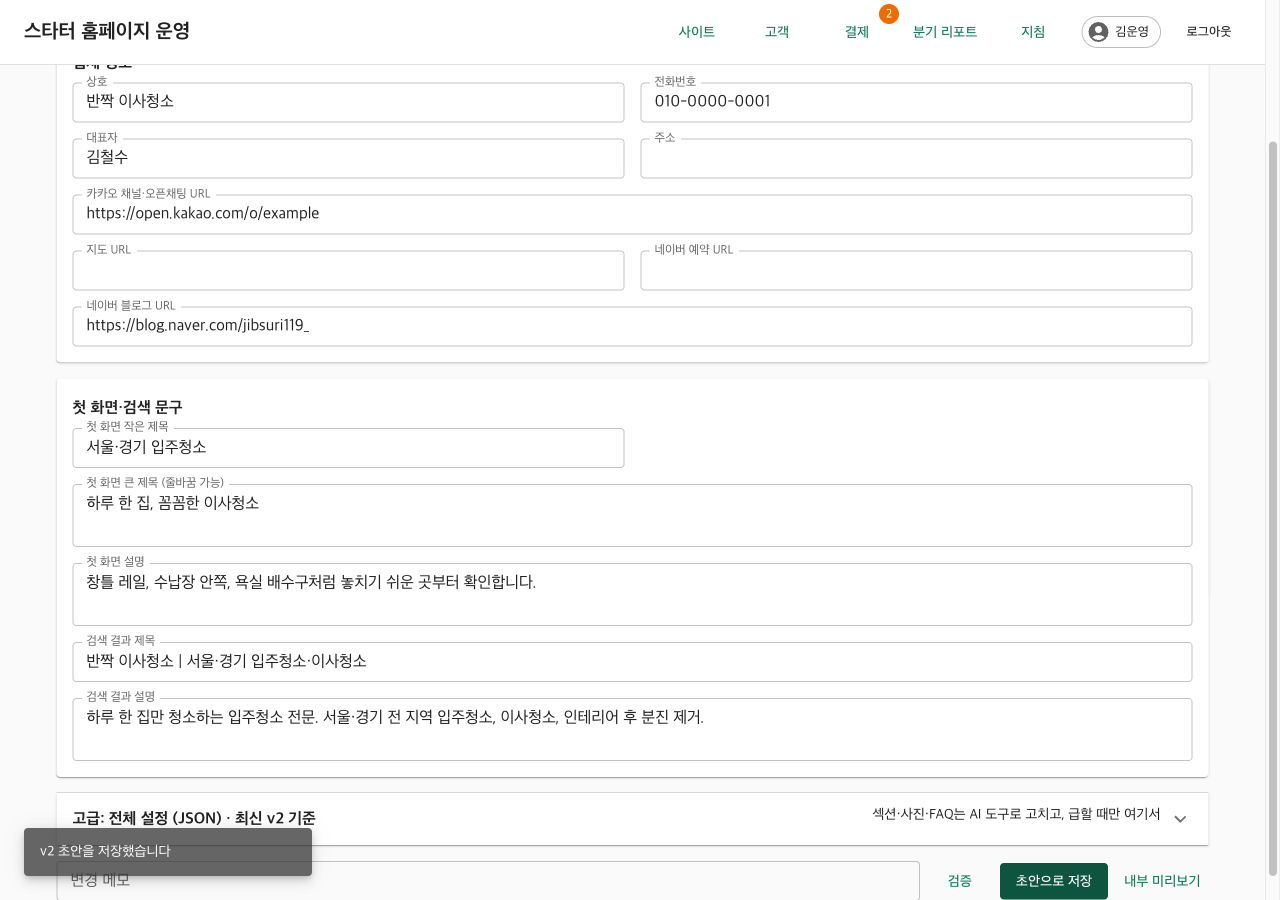 스타터 홈페이지 운영
사이트
고객
결제
2
분기 리포트
지침
김운영
로그아웃
상호
반짝 이사청소
전화번호
010-0000-0001
대표자
김철수
주소
카카오 채널·오픈채팅 URL
https://open.kakao.com/o/example
지도 URL
네이버 예약 URL
네이버 블로그 URL
https://blog.naver.com/jibsuri119_
첫 화면·검색 문구
첫 화면 작은 제목
서울·경기 입주청소
첫 화면 큰 제목 (줄바꿈 가능)
하루 한 집, 꼼꼼한 이사청소
첫 화면 설명
창틀 레일, 수납장 안쪽, 욕실 배수구처럼 놓치기 쉬운 곳부터 확인합니다.
검색 결과 제목
반짝 이사청소 | 서울·경기 입주청소·이사청소
검색 결과 설명
하루 한 집만 청소하는 입주청소 전문. 서울·경기 전 지역 입주청소, 이사청소, 인테리어 후 분진 제거.
고급: 전체 설정 (JSON) · 최신 v2 기준
섹션·사진·FAQ는 AI 도구로 고치고, 급할 때만 여기서
v2 초안을 저장했습니다
변경 메모
검증
초안으로 저장
내부 미리보기